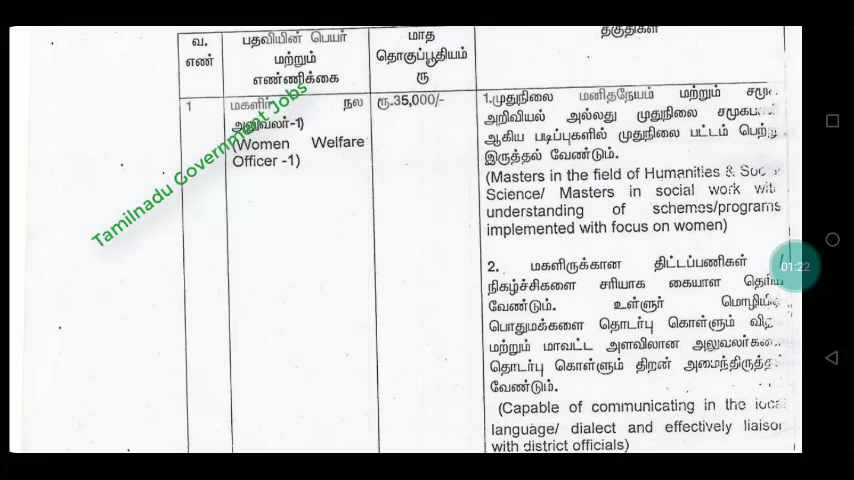 வ.
எண்
பதவியின் பெயர்
மற்றும்
எண்ணிக்கை
மாத
தொகுப்பூதியம்
ரூ
தகுதிகள்
1
மகளிர் நல
அலுவலர்-1)
(Women Welfare
Officer -1)
ரூ.35,000/-
1.முதுநிலை மனிதநேயம் மற்றும்
அறிவியல் அல்லது முதுநிலை
ஆகிய படிப்புகளில் முதுநிலை பட்டம் பெற்று
இருத்தல் வேண்டும்.
(Masters in the field of Humanities &
Science/ Masters in social work with
understanding of schemes/programs
implemented with focus on women)
2. மகளிருக்கான திட்டப்பணிகள் /
நிகழ்ச்சிகளை சரியாக கையாள
வேண்டும். உள்ளுர்
பொதுமக்களை தொடர்பு கொள்ளும்
மற்றும் மாவட்ட அளவிலான
தொடர்பு கொள்ளும் திறன்
வேண்டும்.
(Capable of communicating in the
language/ dialect and effectively
with district officials)
Tamilnadu Government Jobs
01:22